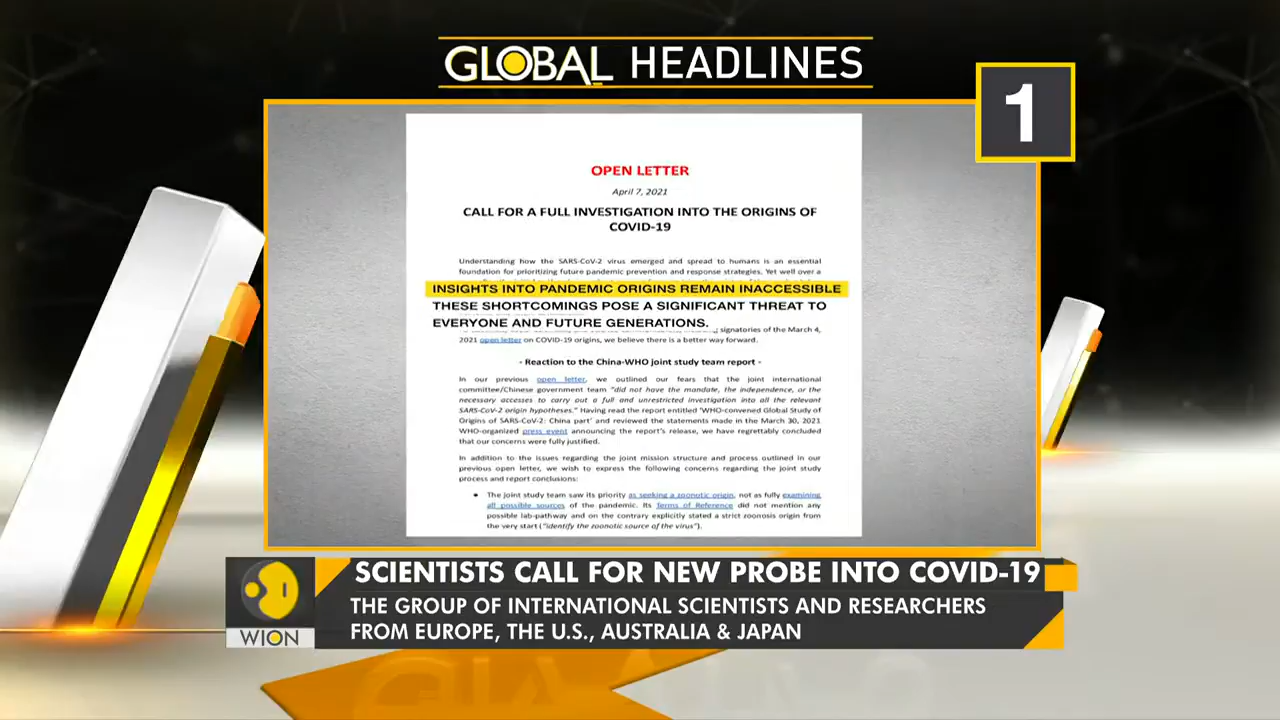 GLOBAL HEADLINES
1
OPEN LETTER
April 7, 2021
CALL FOR A FULL INVESTIGATION INTO THE ORIGINS OF
COVID-19
Understanding how the SARS-CoV-2 virus emerged and spread to humans is an essential
foundation for prioritizing future pandemic prevention and response strategies. Yet well over a
INSIGHTS INTO PANDEMIC ORIGINS REMAIN INACCESSIBLE
THESE SHORTCOMINGS POSE A SIGNIFICANT THREAT TO
EVERYONE AND FUTURE GENERATIONS.
signatories of the March 4,
2021 open letter on COVID-19 origins, we believe there is a better way forward.
- Reaction to the China-WHO joint study team report -
In our previous open letter, we outlined our fears that the joint international
committee/Chinese government team "did not have the mandate, the independence, or the
necessary accesses to carry out a full and unrestricted investigation into all the relevant
SARS-CoV-2 origin hypotheses." Having read the report entitled 'WHO-convened Global Study of
Origins of SARS-CoV-2: China part' and reviewed the statements made in the March 30, 2021
WHO-organized press event announcing the report's release, we have regrettably concluded
that our concerns were fully justified.
In addition to the issues regarding the joint mission structure and process outlined in our
previous open letter, we wish to express the following concerns regarding the joint study
process and report conclusions:
• The joint study team saw its priority as seeking a zoonotic origin, not as fully examining
all possible sources of the pandemic. Its Terms of Reference did not mention any
possible lab-pathway and on the contrary explicitly stated a strict zoonosis origin from
the very start ("identify the zoonotic source of the virus").
SCIENTISTS CALL FOR NEW PROBE INTO COVID-19
THE GROUP OF INTERNATIONAL SCIENTISTS AND RESEARCHERS
FROM EUROPE, THE U.S., AUSTRALIA & JAPAN
WION